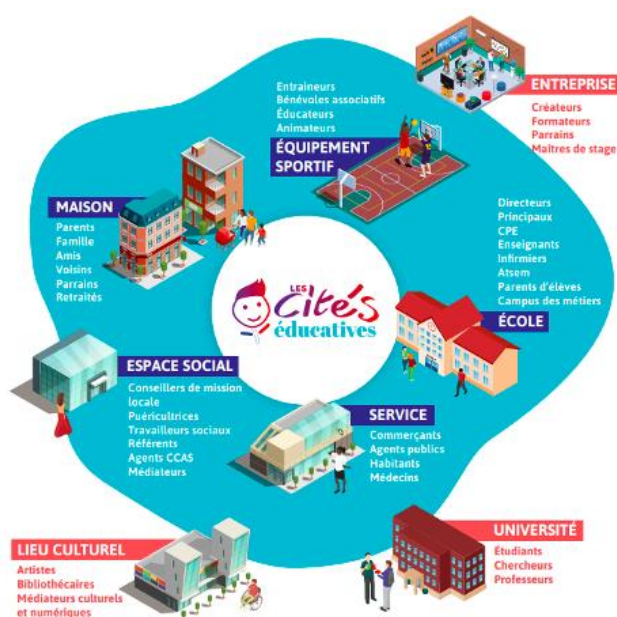 ENTREPRISE
Créateurs
Formateurs
Parrains
Maîtres de stage
Entraineurs
Bénévoles associatifs
Éducateurs
Animateurs
ÉQUIPEMENT
SPORTIF
MAISON
Parents
Famille
Amis
Voisins
Parrains
Retraités
Directeurs
Principaux
CPE
Enseignants
Infirmiers
Atsem
Parents d'élèves
Campus des métiers
ÉCOLE
LES
Cités
éducatives
ESPACE SOCIAL
Conseillers de mission
locale
Puéricultrices
Travailleurs sociaux
Référents
Agents CCAS
Médiateurs
SERVICE
Commerçants
Agents publics
Habitants
Médecins
LIEU CULTUREL
Artistes
Bibliothécaires
Médiateurs culturels
et numériques
UNIVERSITÉ
Étudiants
Chercheurs
Professeurs